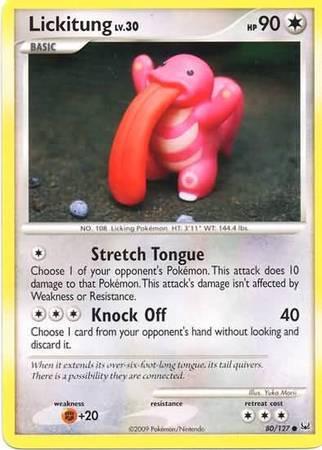 Lickitung LV.30 HP 90
BASIC
NO. 108 Licking Pokémon HT: 3'11" WT: 144.4 lbs.
Stretch Tongue
Choose 1 of your opponent's Pokémon. This attack does 10
damage to that Pokémon. This attack's damage isn't affected by
Weakness or Resistance.
Knock Off 40
Choose 1 card from your opponent's hand without looking and
discard it.
When it extends its over-six-foot-long tongue, its tail quivers.
There is a possibility they are connected.
Illus. Yuka Morii
weakness resistance retreat cost
+20
©2009 Pokémon/Nintendo 80/127